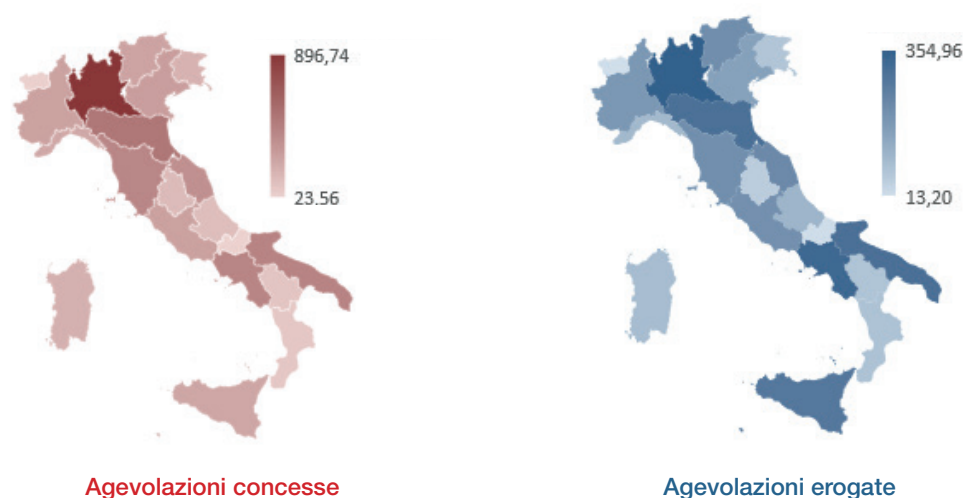 896,74
23.56
354,96
13,20
Agevolazioni concesse
Agevolazioni erogate